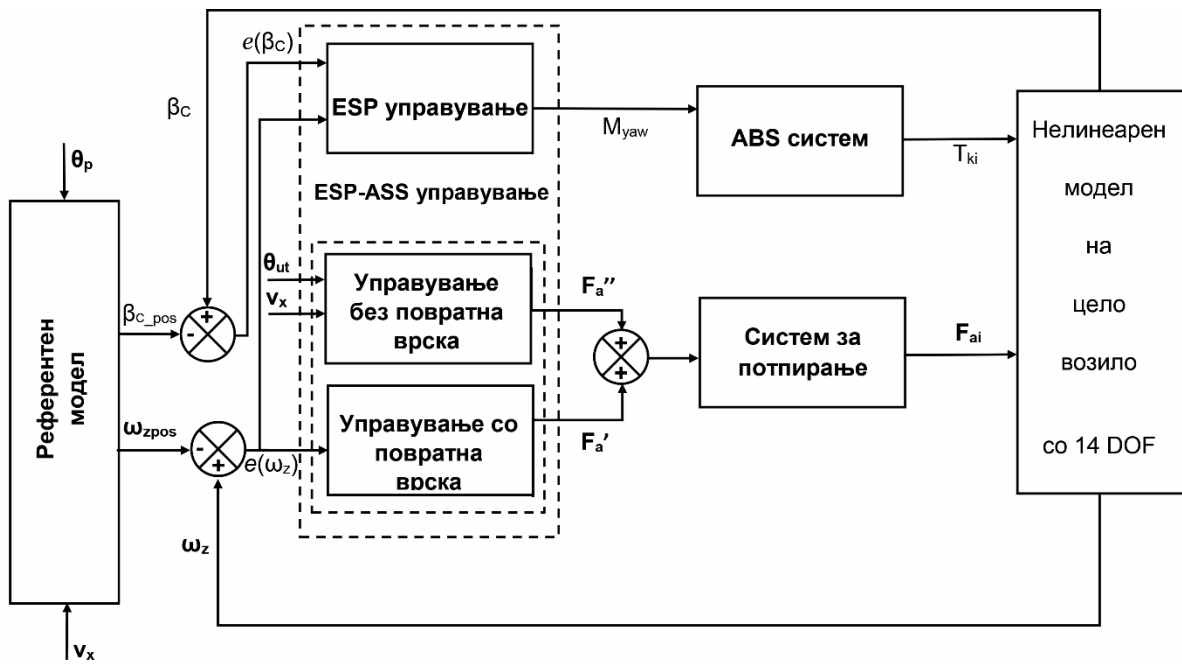 e(βC)
βC
ESP управување
Myaw
ABS систем
Tki
Нелинеарен
модел
на
цело
возило
со 14 DOF
θp
ESP-ASS управување
Референтен
модел
θut
vx
Управување
без повратна
врска
Fa''
βC_pos
+
-
+
+
Систем за
потпирање
Fai
ωzpos
-
+
e(ωz)
Управување со
повратна
врска
Fa'
ωz
vx